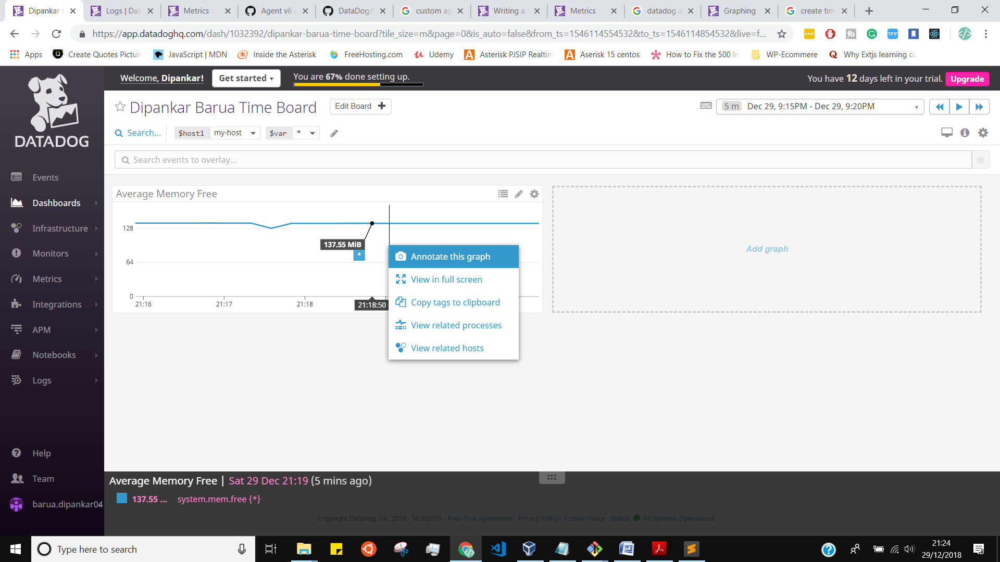 Dipankar B
Logs | Dat
Metrics
Agent v6 c
DataDog/
custom ag
Writing a
Metrics
datadog a
Graphing
create tim
https://app.datadoghq.com/dash/1032392/dipankar-barua-time-board?tile_size=m&page=0&is_auto=false&from_ts=1546114554532&to_ts=1546114854532&live=f...
Apps
Create Quotes Picture
JavaScript | MDN
Inside the Asterisk
FreeHosting.com
Udemy
Asterisk PJSIP Realtim
Aserisk 15 centos
How to Fix the 500 In
WP-Ecommere
Why Extjs learning cu
Welcome, Dipankar!
Get started
You are 67% done setting up.
You have 12 days left in your trial.
Upgrade
DATADOG
Dipankar Barua Time Board
Edit Board
5 m Dec 29, 9:15PM - Dec 29, 9:20PM
Search...
$host1 my-host
$var *
Search events to overlay...
Events
Dashboards
Infrastructure
Monitors
Metrics
Integrations
APM
Notebooks
Logs
Help
Team
barua.dipankar04
Average Memory Free
128
64
0
137.55 MiB
*
21:16
21:17
21:18
21:18:50
Annotate this graph
View in full screen
Copy tags to clipboard
View related processes
View related hosts
Add graph
Average Memory Free | Sat 29 Dec 21:19 (5 mins ago)
137.55 ... system.mem.free {*}
Copyright Datadog, Inc. 2018 - 34.932075 - Free-Trial Agreement - Privacy Policy - Cookie Policy - Status All Systems Operational
Type here to search
21:24
29/12/2018